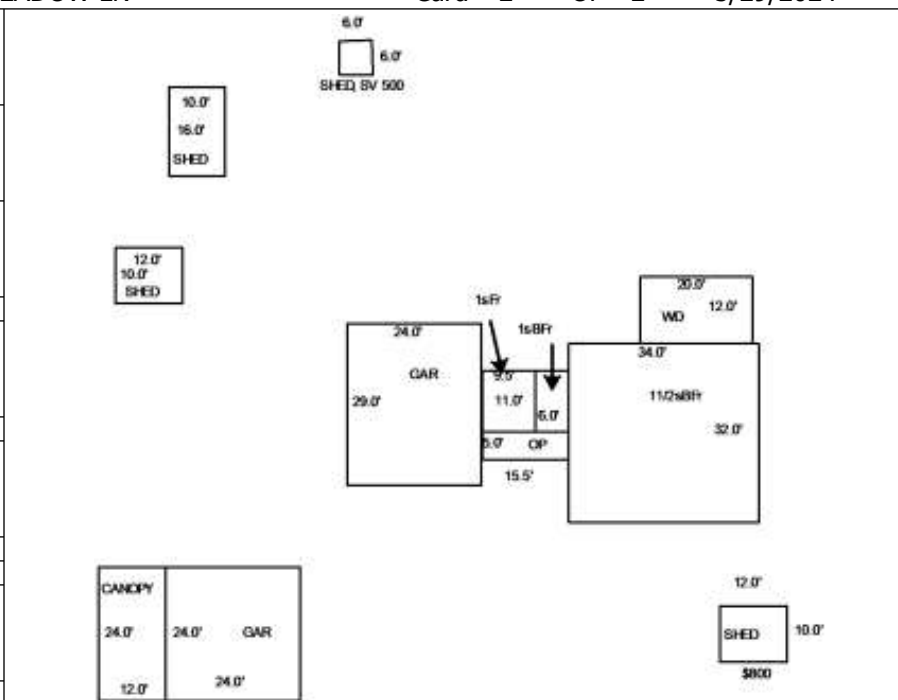 6.0'
6.0'
SHED, SV 500
10.0'
16.0'
SHED
12.0'
10.0'
SHED
20.0'
WD
12.0'
1sFr
1sBFr
24.0'
GAR
29.0'
9.5'
11.0'
6.0'
5.0'
OP
15.5'
34.0'
11/2sBFr
32.0'
CANOPY
24.0'
12.0'
24.0'
GAR
24.0'
12.0'
SHED
10.0'
$800